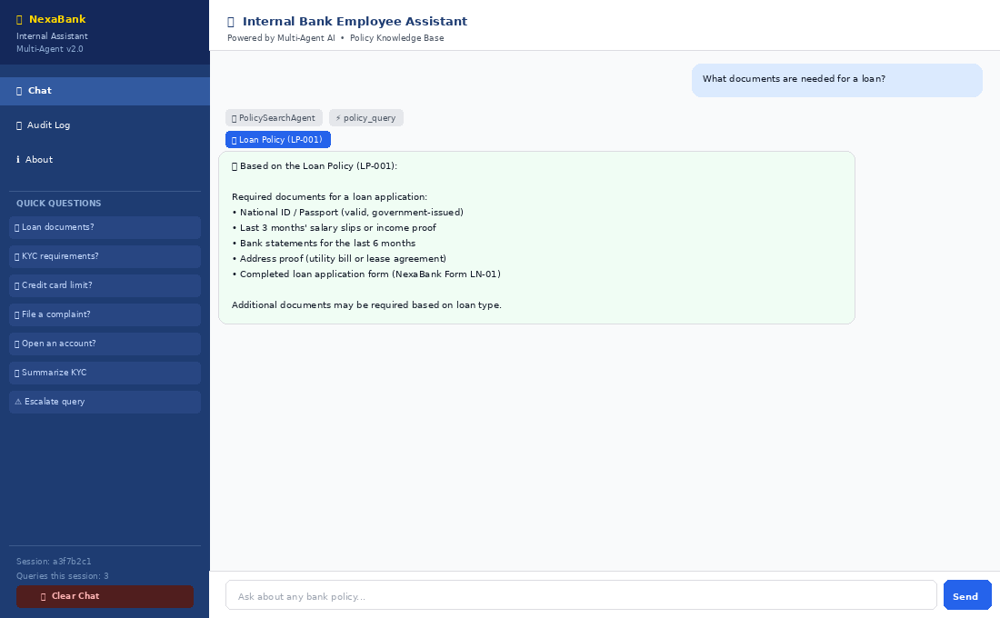 NexaBank
Internal Assistant
Multi-Agent v2.0
Chat
Audit Log
About
QUICK QUESTIONS
Loan documents?
KYC requirements?
Credit card limit?
File a complaint?
Open an account?
Summarize KYC
⚠ Escalate query
Session: a3f7b2c1
Queries this session: 3
Clear Chat
Internal Bank Employee Assistant
Powered by Multi-Agent AI • Policy Knowledge Base
What documents are needed for a loan?
PolicySearchAgent ⚡ policy_query
Loan Policy (LP-001)
Based on the Loan Policy (LP-001):
Required documents for a loan application:
• National ID / Passport (valid, government-issued)
• Last 3 months' salary slips or income proof
• Bank statements for the last 6 months
• Address proof (utility bill or lease agreement)
• Completed loan application form (NexaBank Form LN-01)
Additional documents may be required based on loan type.
Ask about any bank policy...
Send